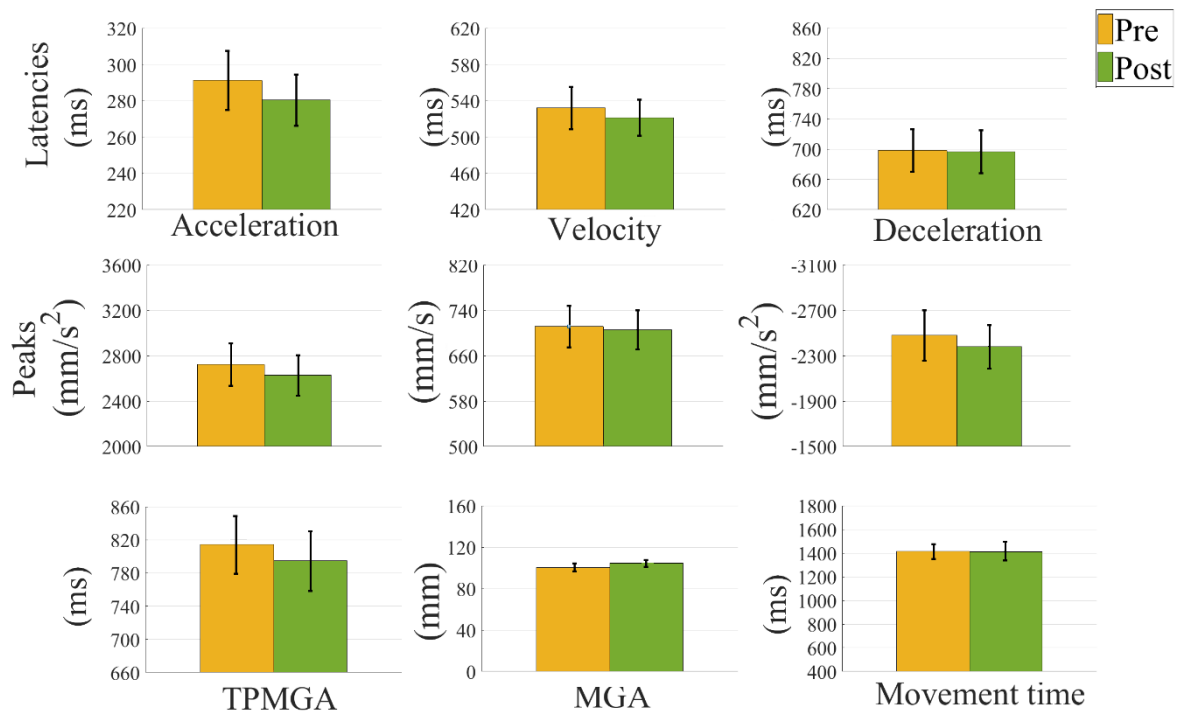 Pre
Post
Latencies
(ms)
320
300
280
260
240
220
Acceleration
(ms)
620
580
540
500
460
420
Velocity
(ms)
860
820
780
740
700
660
620
Deceleration
Peaks
(mm/s²)
3600
3200
2800
2400
2000
(mm/s)
820
740
660
580
500
(mm/s²)
-3100
-2700
-2300
-1900
-1500
(ms)
860
820
780
740
700
660
TPMGA
(mm)
160
120
80
40
0
MGA
(ms)
1800
1600
1400
1200
1000
800
600
400
Movement time